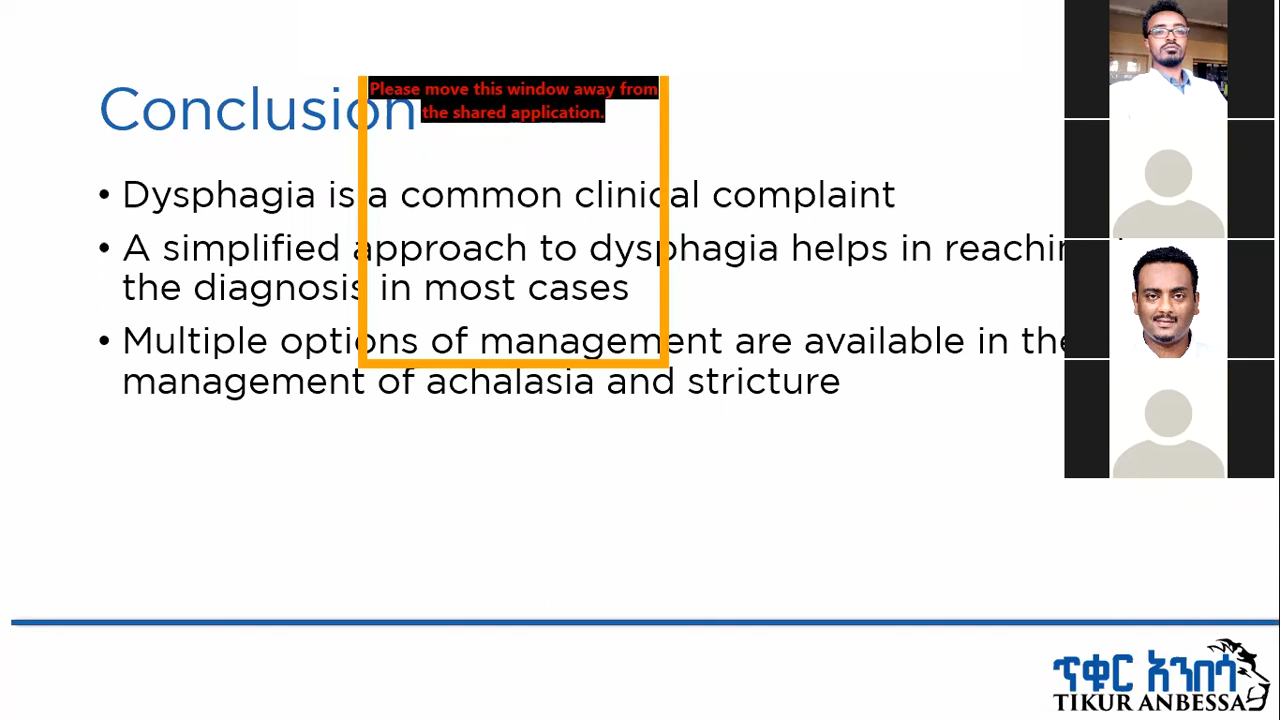 Conclusion
Please move this window away from
the shared application.
• Dysphagia is a common clinical complaint
• A simplified approach to dysphagia helps in
the diagnosis in most cases
• Multiple options of management are available in the
management of achalasia and stricture
ጥቁር አንበሳ
TIKUR ANBESSA